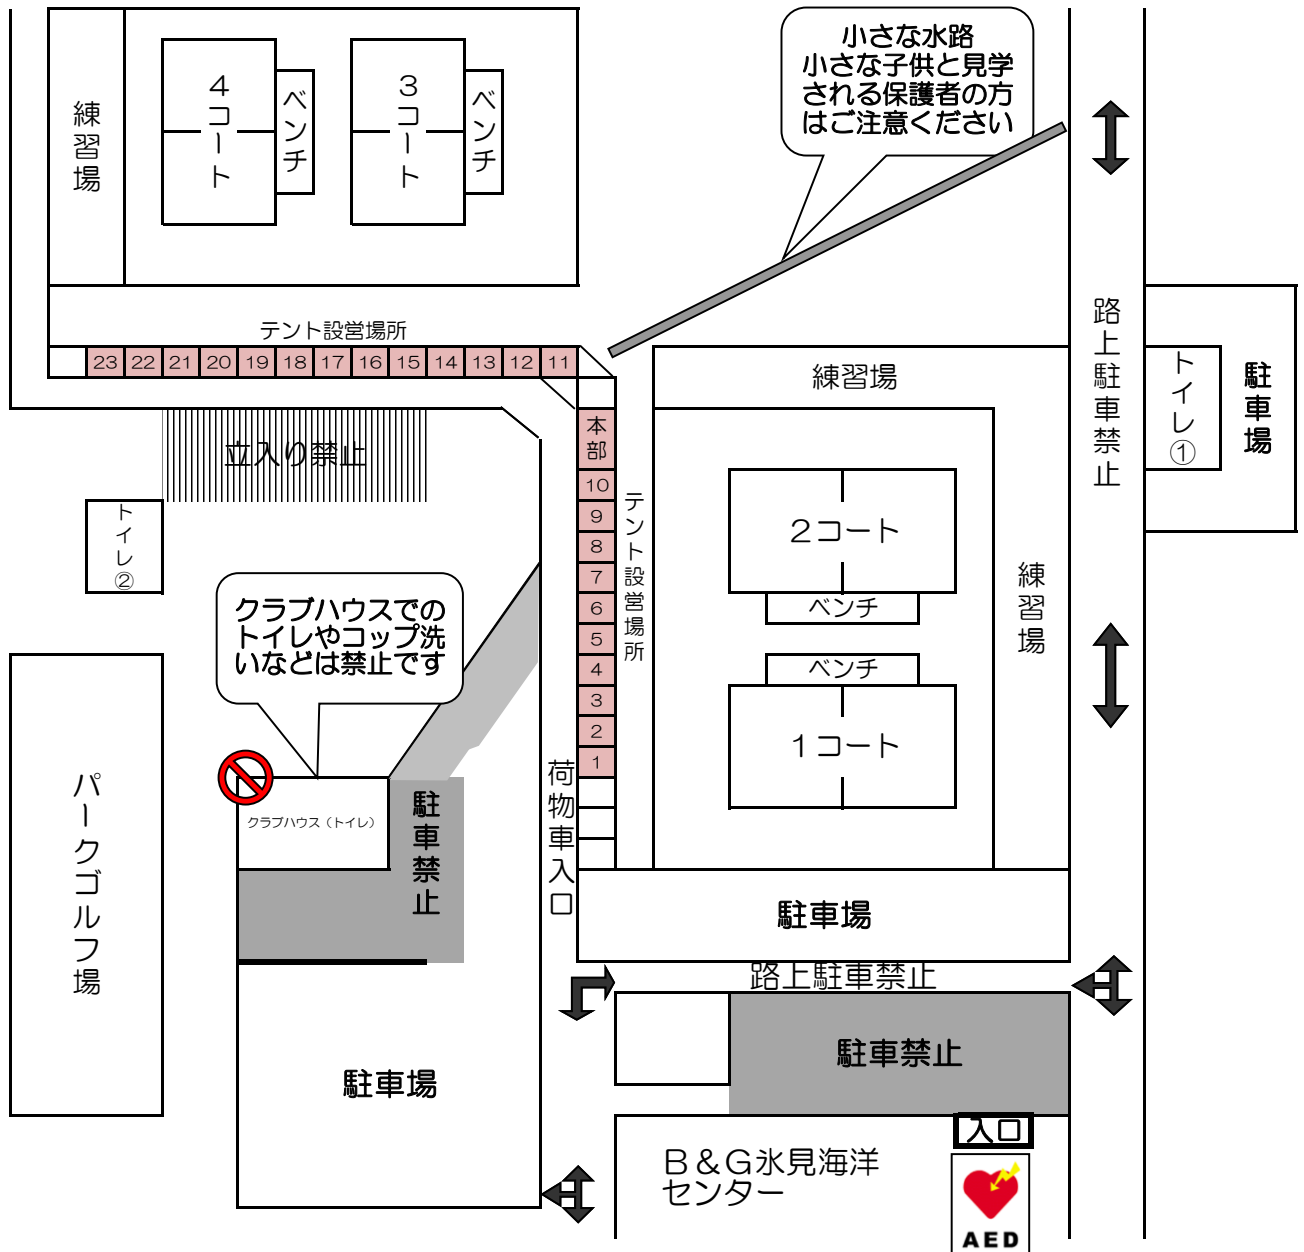 小さな水路
小さな子供と見学
される保護者の方
はご注意ください
練習場
4コート
ベンチ
3コート
ベンチ
テント設営場所
23 22 21 20 19 18 17 16 15 14 13 12 11
本部
10
9
8
7
6
5
4
3
2
1
テント設営場所
立入り禁止
トイレ②
クラブハウスでの
トイレやコップ洗
いなどは禁止です
クラブハウス（トイレ）
駐車禁止
パークゴルフ場
荷物車入口
練習場
2コート
ベンチ
ベンチ
1コート
練習場
路上駐車禁止
トイレ①
駐車場
駐車場
路上駐車禁止
駐車禁止
駐車場
入口
B＆G氷見海洋
センター
AED